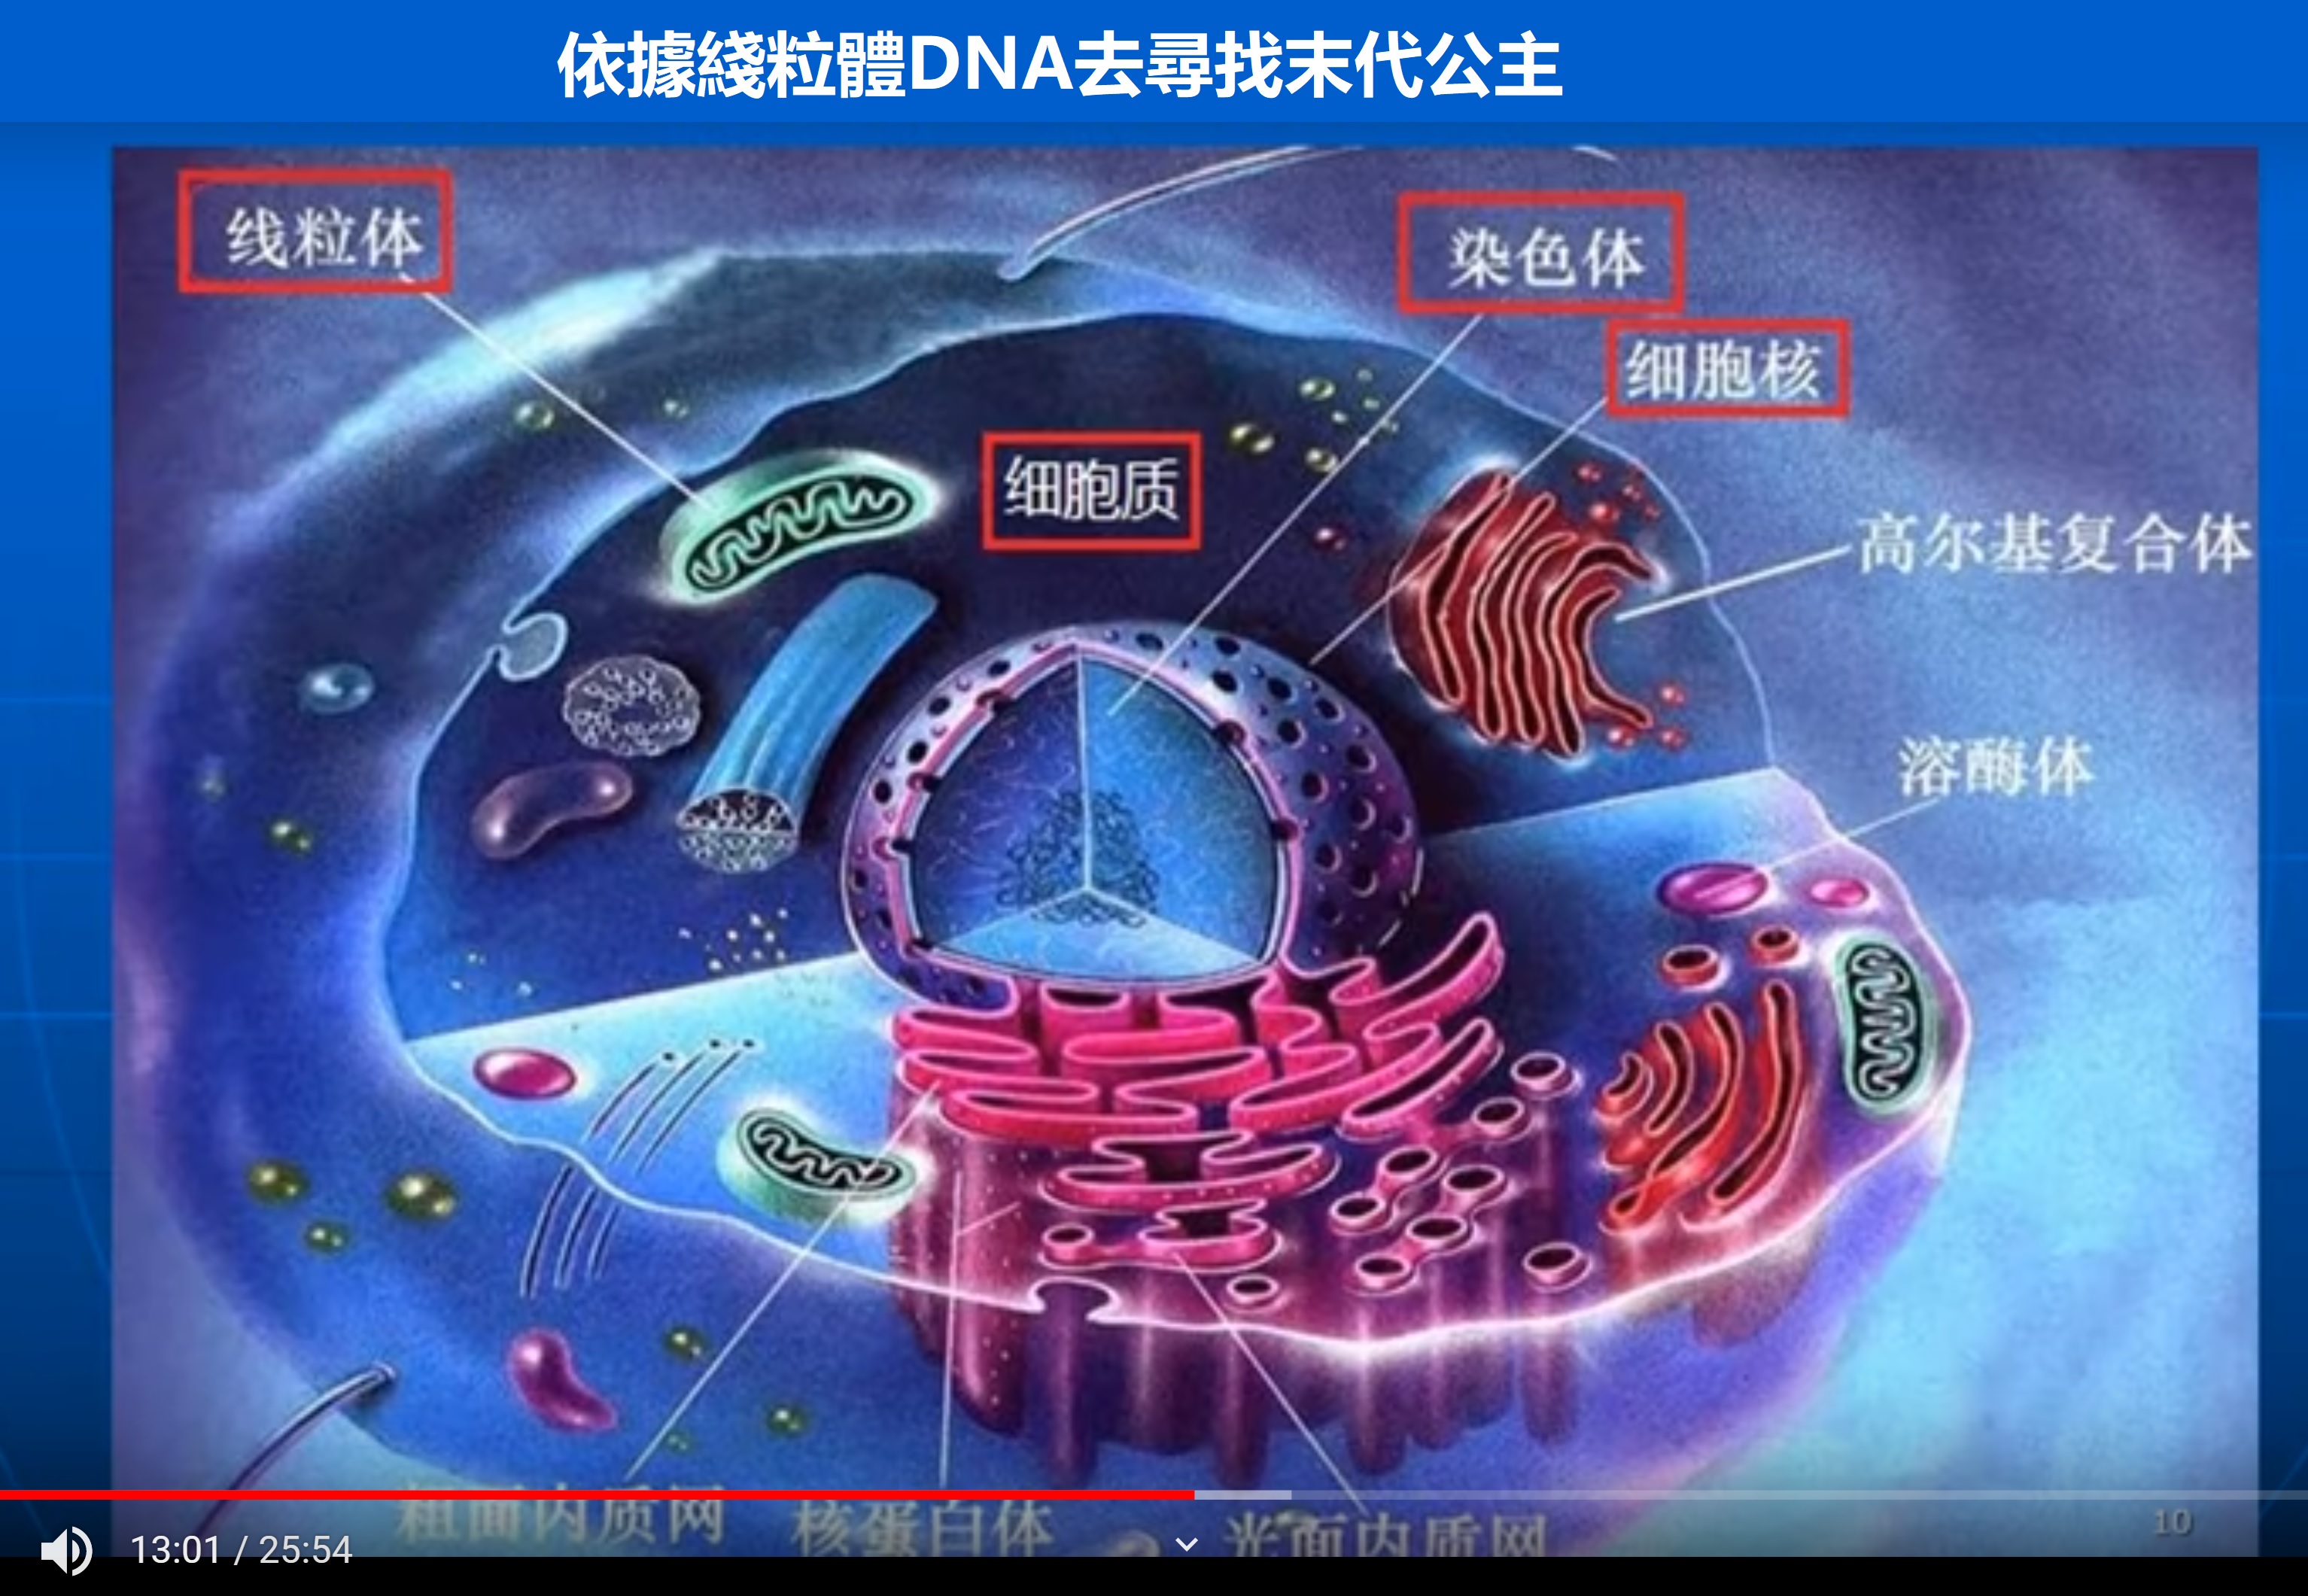 依據綫粒體DNA去尋找末代公主
线粒体
染色体
细胞核
细胞质
高尔基复合体
溶酶体
粗面内质网
核蛋白体
光面内质网
10
13:01 / 25:54